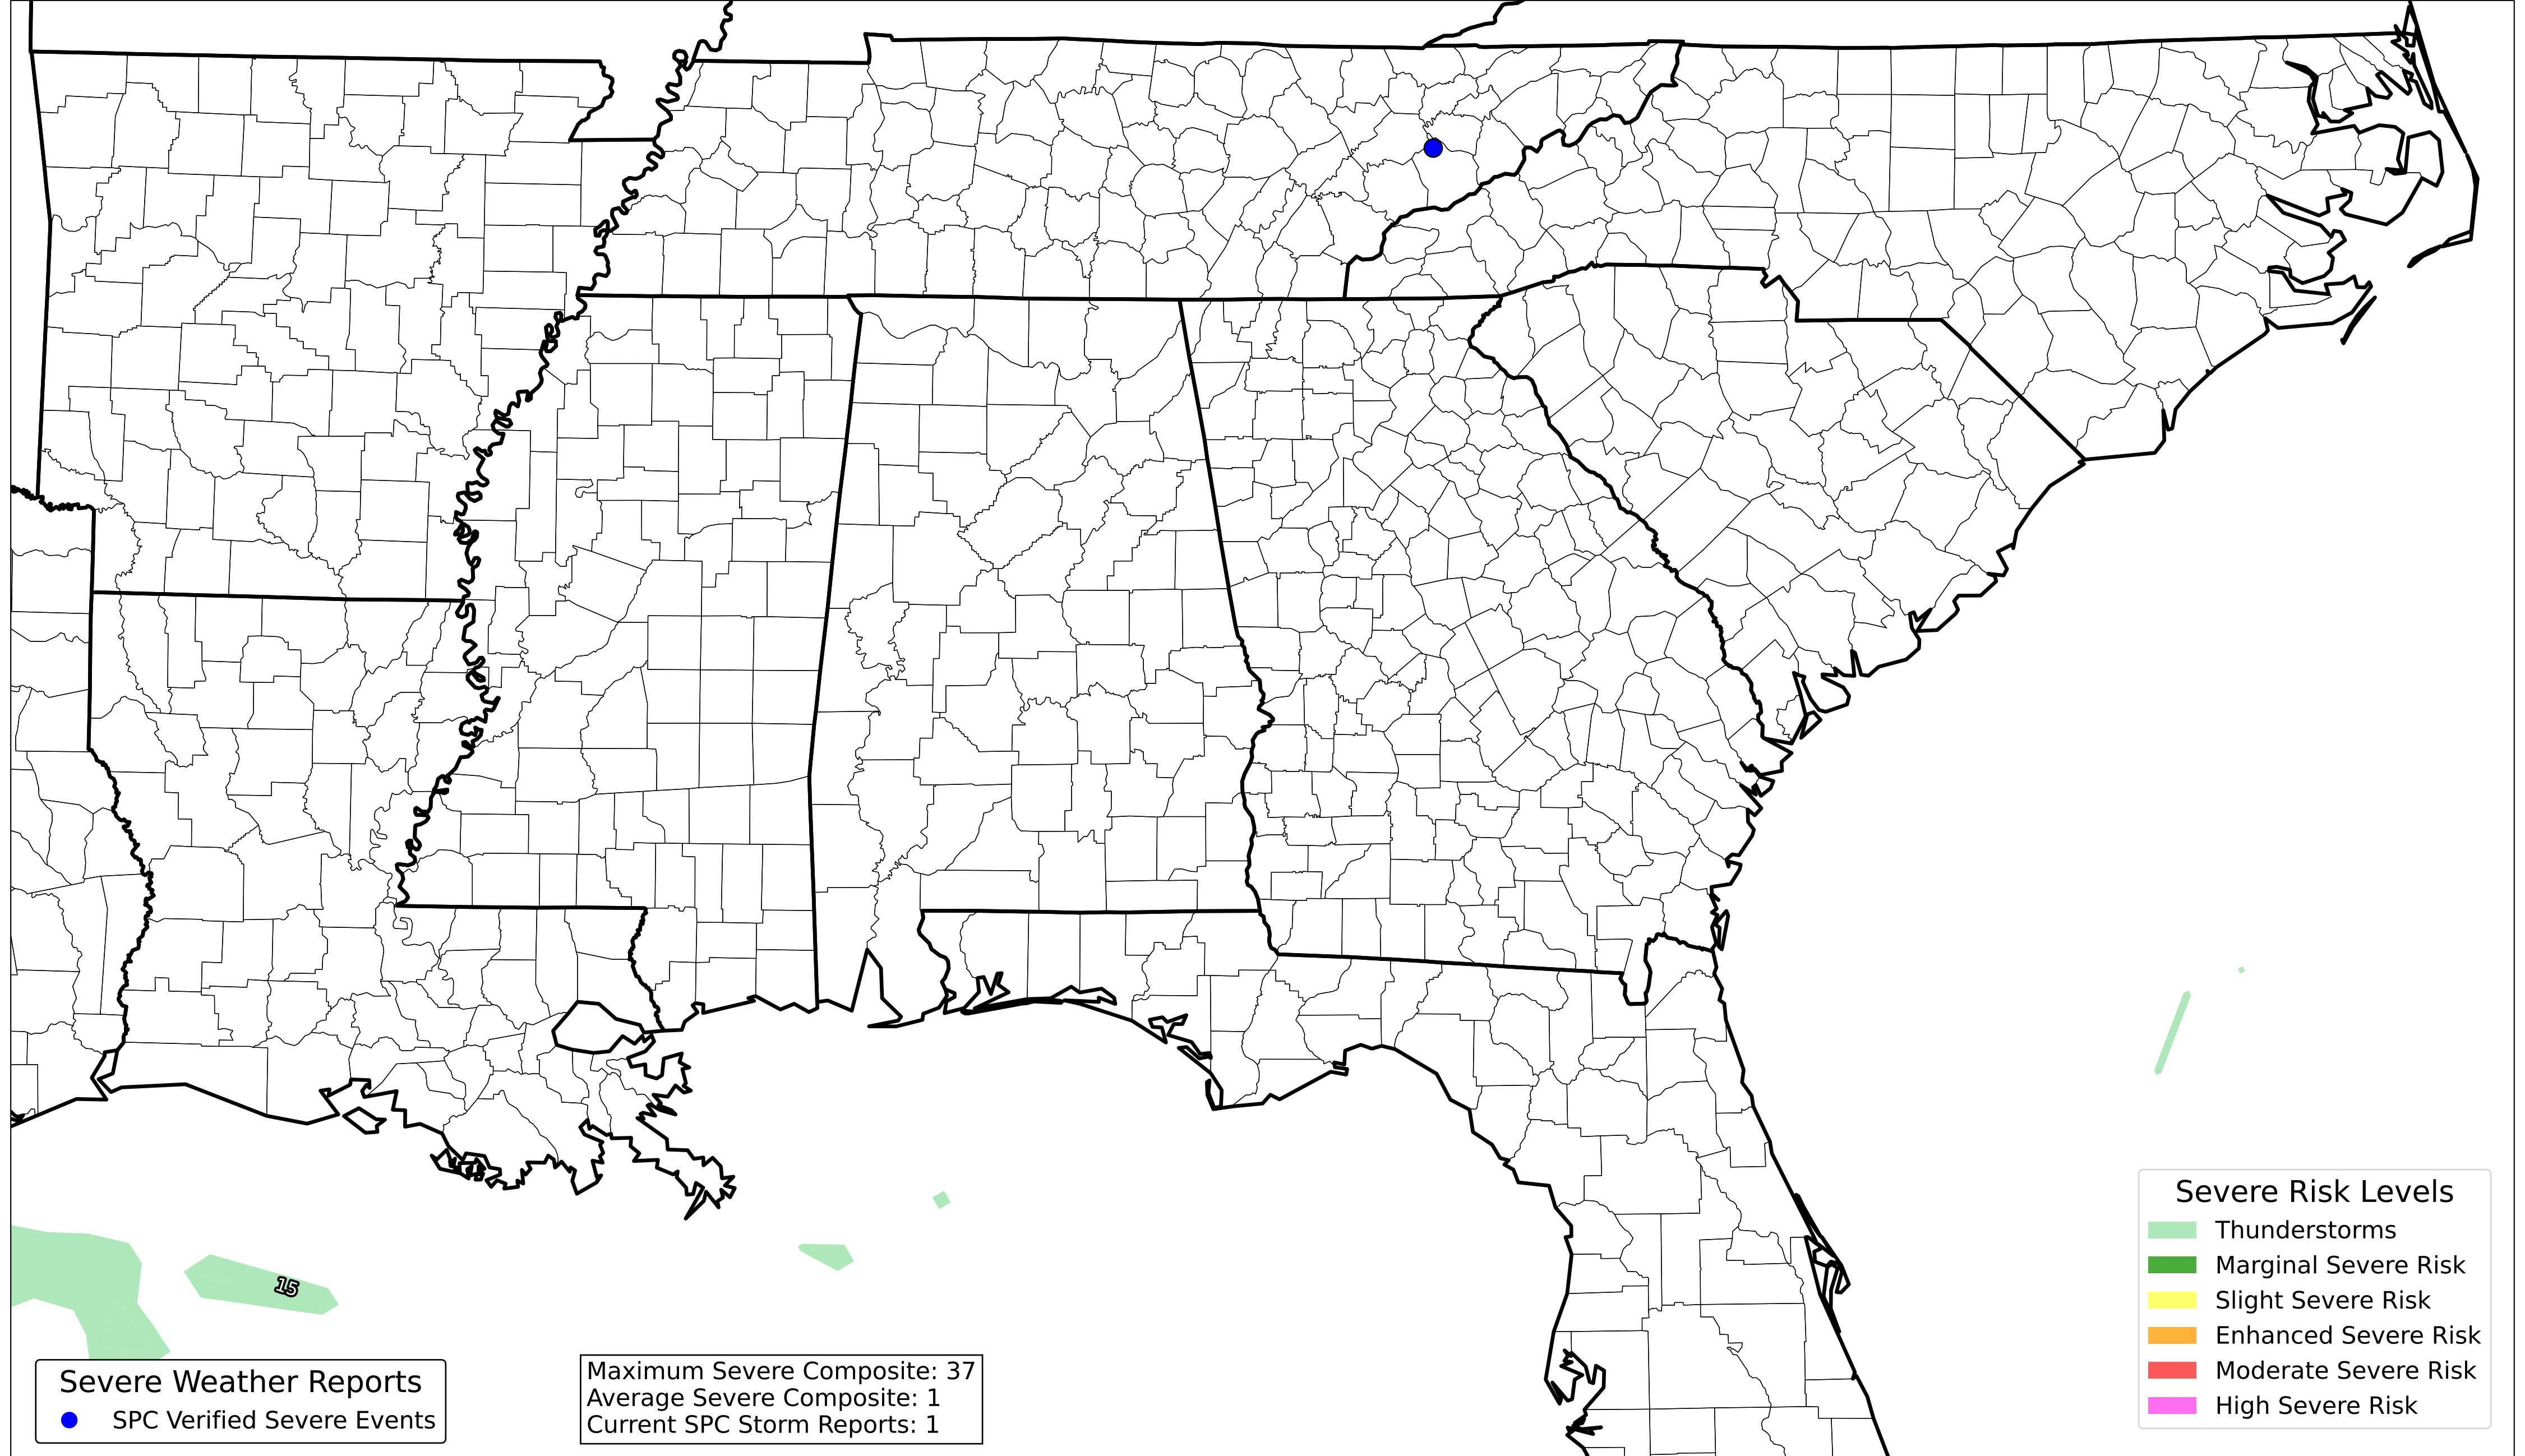 15
Severe Weather Reports
SPC Verified Severe Events
Maximum Severe Composite: 37
Average Severe Composite: 1
Current SPC Storm Reports: 1
Severe Risk Levels
Thunderstorms
Marginal Severe Risk
Slight Severe Risk
Enhanced Severe Risk
Moderate Severe Risk
High Severe Risk